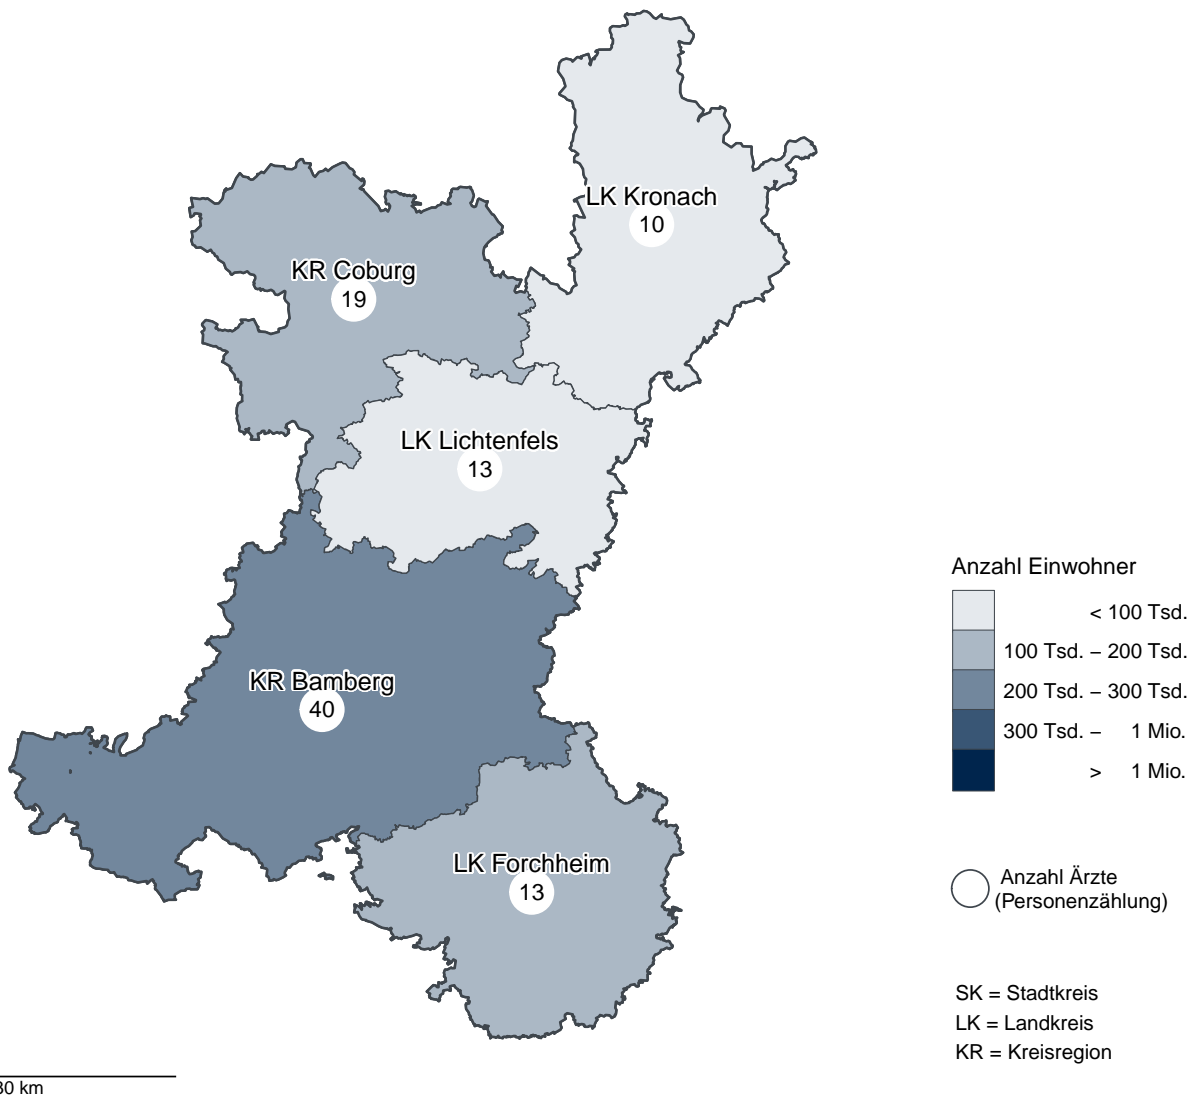 LK Kronach
10
KR Coburg
19
LK Lichtenfels
13
KR Bamberg
40
LK Forchheim
13
Anzahl Einwohner
< 100 Tsd.
100 Tsd. – 200 Tsd.
200 Tsd. – 300 Tsd.
300 Tsd. – 1 Mio.
> 1 Mio.
Anzahl Ärzte
(Personenzählung)
SK = Stadtkreis
LK = Landkreis
KR = Kreisregion
km